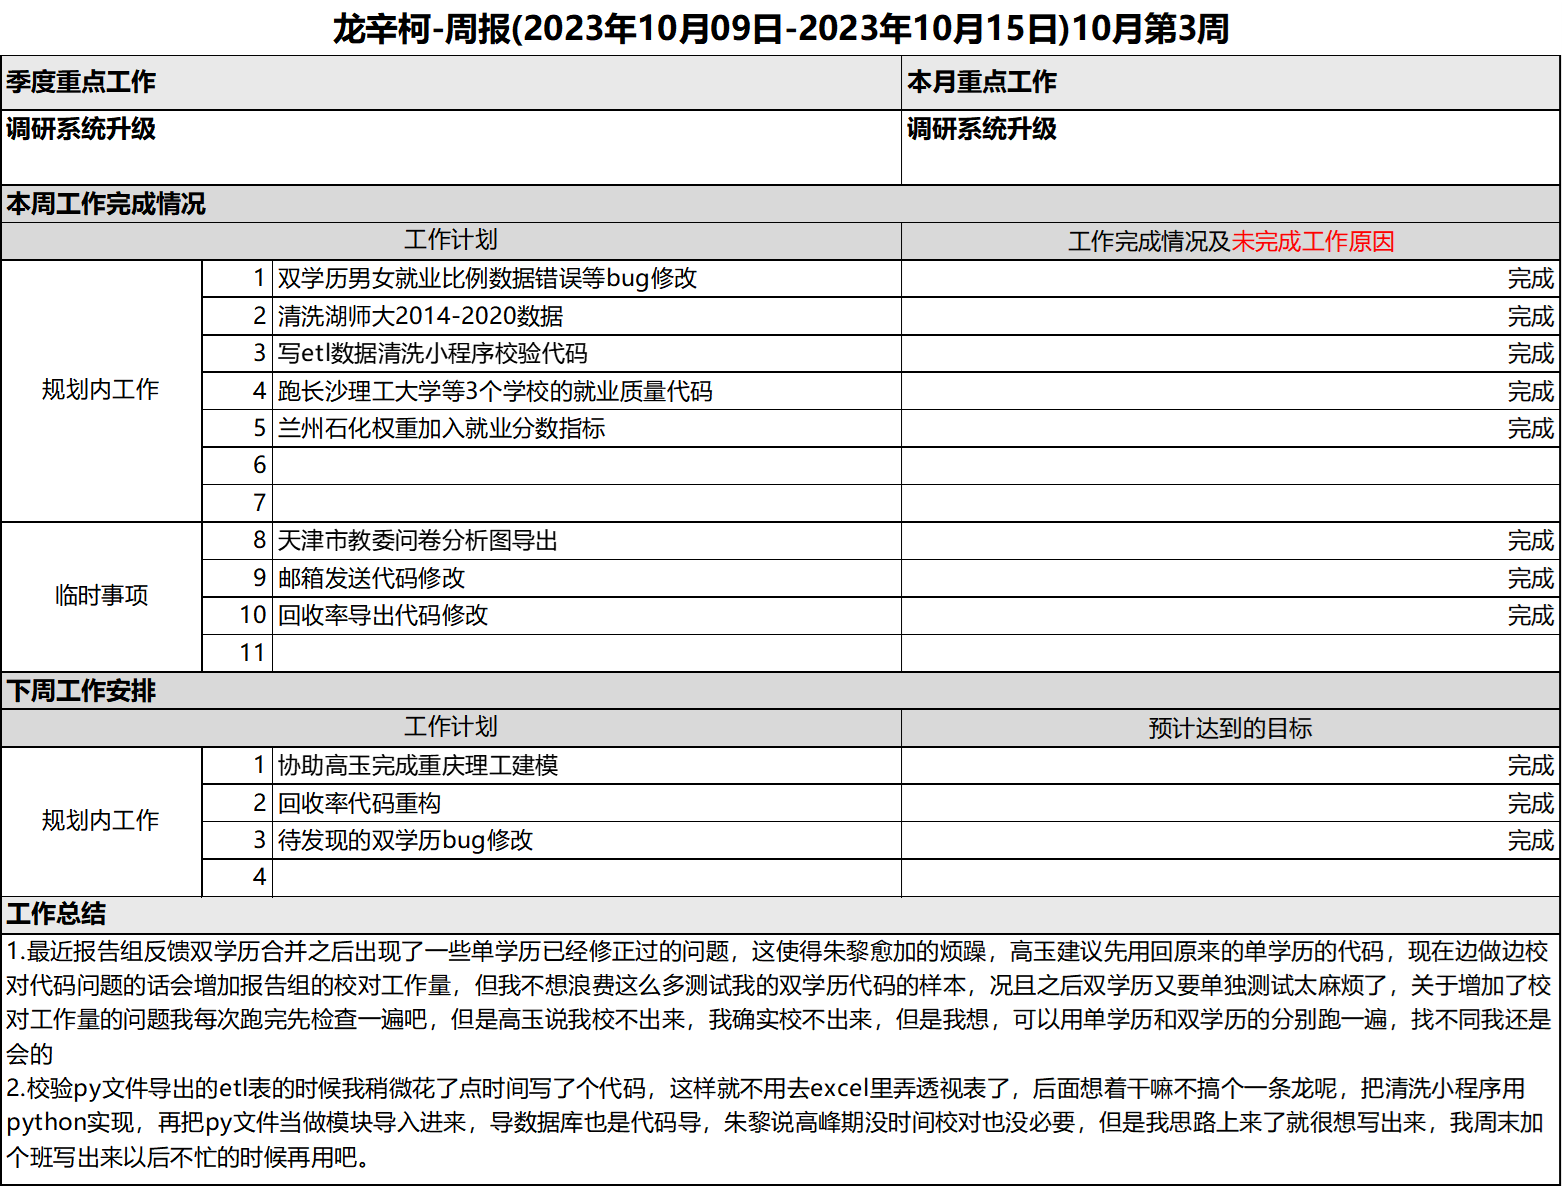 龙辛柯-周报(2023年10月09日-2023年10月15日)10月第3周
季度重点工作 本月重点工作
调研系统升级 调研系统升级
本周工作完成情况
工作计划 工作完成情况及未完成工作原因
规划内工作
1 双学历男女就业比例数据错误等bug修改 完成
2 清洗湖师大2014-2020数据 完成
3 写etl数据清洗小程序校验代码 完成
4 跑长沙理工大学等3个学校的就业质量代码 完成
5 兰州石化权重加入就业分数指标 完成
6
7
临时事项
8 天津市教委问卷分析图导出 完成
9 邮箱发送代码修改 完成
10 回收率导出代码修改 完成
11
下周工作安排
工作计划 预计达到的目标
规划内工作
1 协助高玉完成重庆理工建模 完成
2 回收率代码重构 完成
3 待发现的双学历bug修改 完成
4
工作总结
1.最近报告组反馈双学历合并之后出现了一些单学历已经修正过的问题，这使得朱黎愈加的烦躁，高玉建议先用回原来的单学历的代码，现在边做边校
对代码问题的话会增加报告组的校对工作量，但我不想浪费这么多测试我的双学历代码的样本，况且之后双学历又要单独测试太麻烦了，关于增加了校
对工作量的问题我每次跑完先检查一遍吧，但是高玉说我校不出来，我确实校不出来，但是我想，可以用单学历和双学历的分别跑一遍，找不同我还是
会的
2.校验py文件导出的etl表的时候我稍微花了点时间写了个代码，这样就不用去excel里弄透视表了，后面想着干嘛不搞个一条龙呢，把清洗小程序用
python实现，再把py文件当做模块导入进来，导数据库也是代码导，朱黎说高峰期没时间校对也没必要，但是我思路上来了就很想写出来，我周末加
个班写出来以后不忙的时候再用吧。